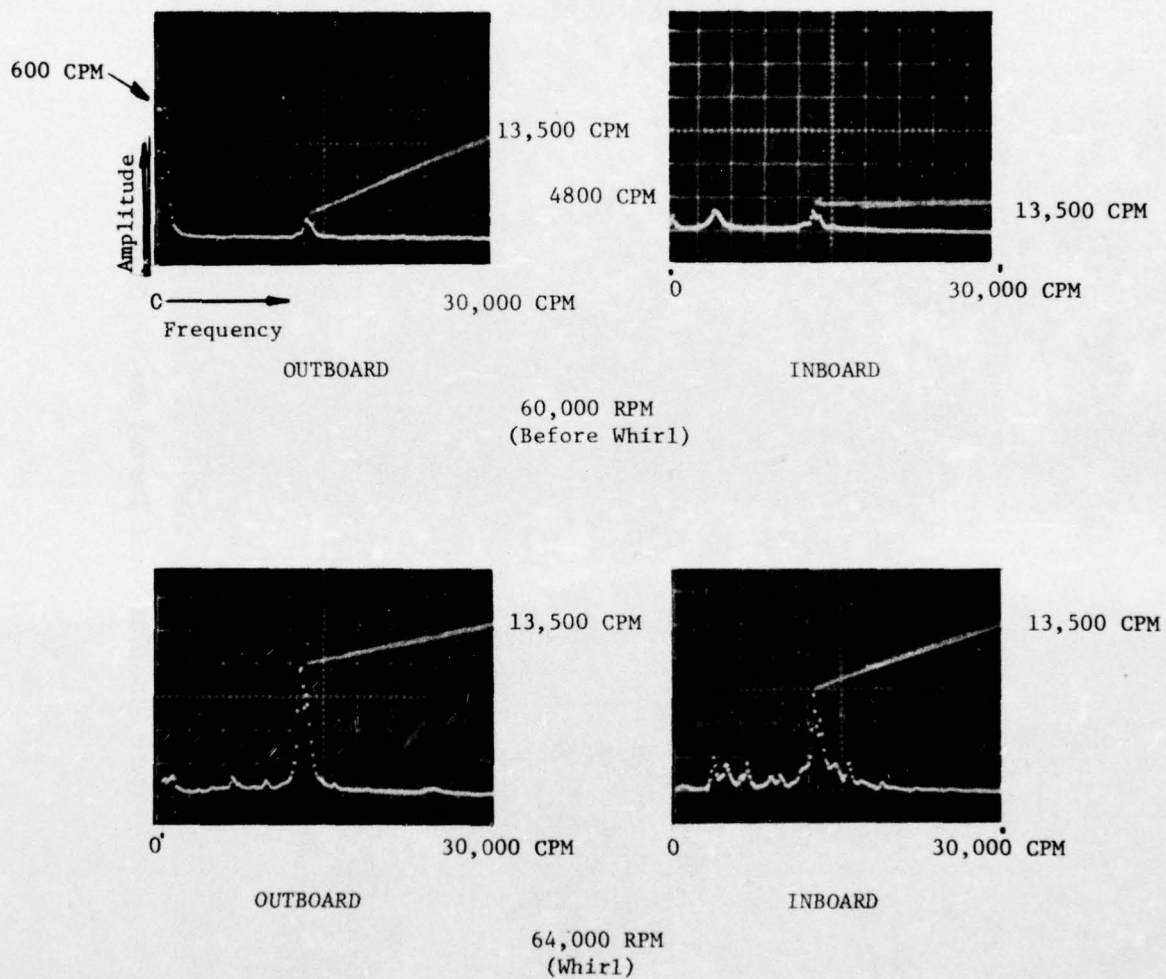 600 CPM
Amplitude
13,500 CPM
4800 CPM
13,500 CPM
C
30,000 CPM
0
30,000 CPM
Frequency
OUTBOARD
INBOARD
60,000 RPM
(Before Whirl)
13,500 CPM
13,500 CPM
0
30,000 CPM
0
30,000 CPM
OUTBOARD
INBOARD
64,000 RPM
(Whirl)